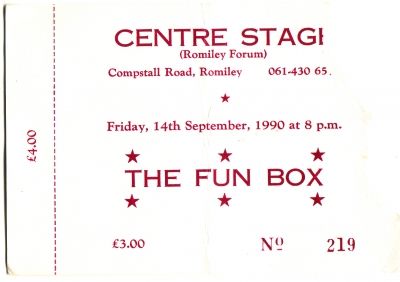 CENTRE STAG
(Romiley Forum)
Compstall Road, Romiley 061-430 65
★
Friday, 14th September, 1990 at 8 p.m.
★ ★ ★
THE FUN BOX
★ ★ ★
£3.00 Nº 219
£4.00